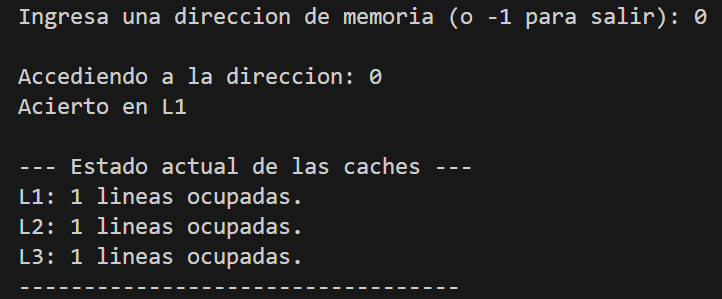 Ingresa una direccion de memoria (o -1 para salir): 0
Accediendo a la direccion: 0
Acierto en L1
--- Estado actual de las caches ---
L1: 1 lineas ocupadas.
L2: 1 lineas ocupadas.
L3: 1 lineas ocupadas.
----------------------------------